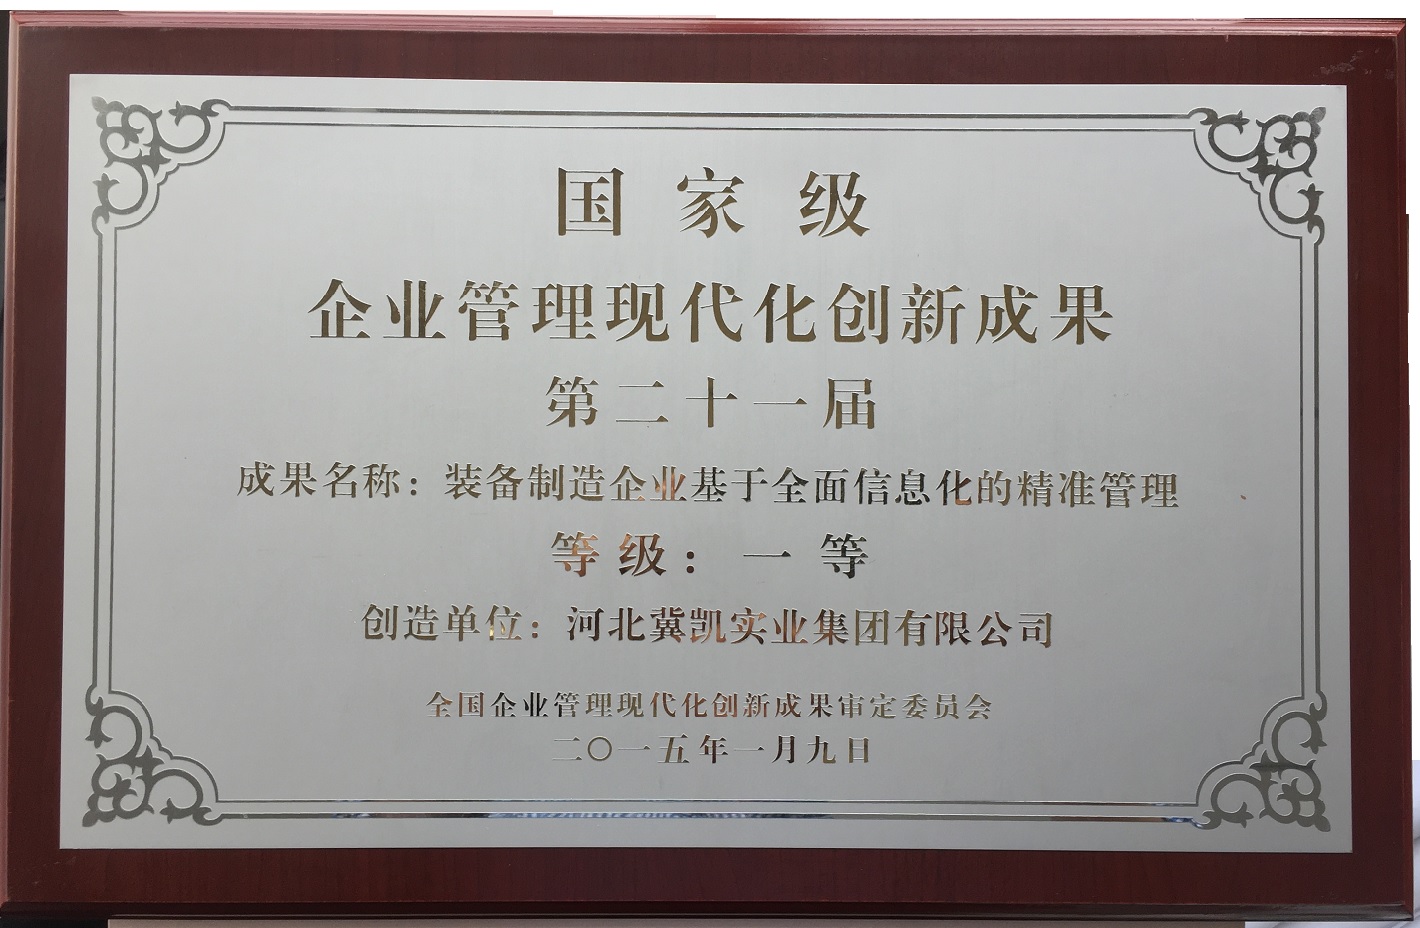 国家级
企业管理现代化创新成果
第二十一届
成果名称：装备制造企业基于全面信息化的精准管理
等级：一等
创造单位：河北冀凯实业集团有限公司
全国企业管理现代化创新成果审定委员会
二〇一五年一月九日